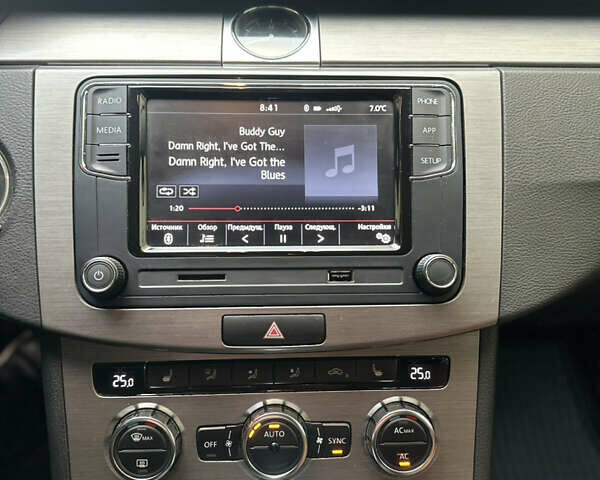 RADIO
MEDIA
PHONE
APP
SETUP
8:41
7.0°C
Buddy Guy
Damn Right, I've Got The...
Damn Right, I've Got the
Blues
1:20
-3:11
Источник
Обзор
Предыдущ.
Пауза
Следующ.
Настройки
25.0
25.0
MAX
OFF
AUTO
SYNC
AC MAX
AC